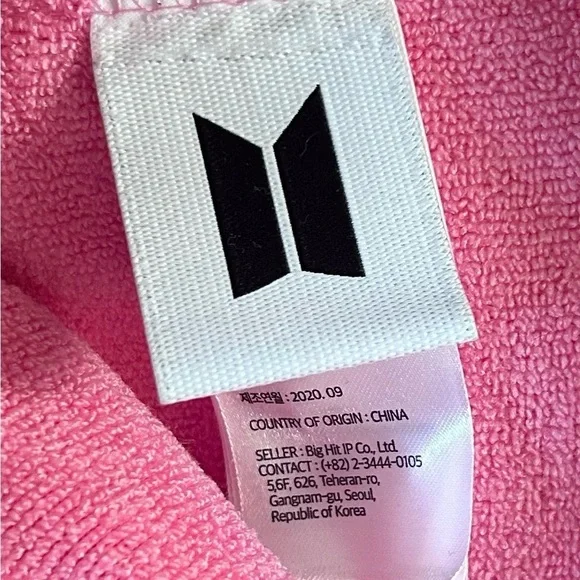 제조연월 : 2020. 09
COUNTRY OF ORIGIN : CHINA
SELLER : Big Hit IP Co., Ltd.
CONTACT : (+82) 2-3444-0105
5,6F, 626, Teheran-ro,
Gangnam-gu, Seoul,
Republic of Korea